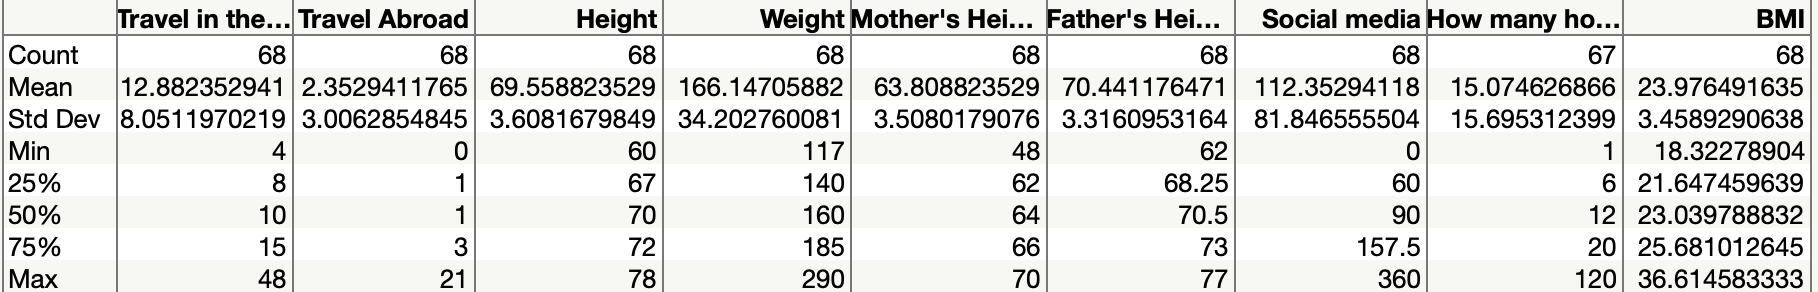 Travel in the... Travel Abroad Height Weight Mother's Hei... Father's Hei... Social media How many ho... BMI
Count 68 68 68 68 68 68 68 67 68
Mean 12.882352941 2.3529411765 69.558823529 166.14705882 63.808823529 70.441176471 112.35294118 15.074626866 23.976491635
Std Dev 8.0511970219 3.0062854845 3.6081679849 34.202760081 3.5080179076 3.3160953164 81.846555504 15.695312399 3.4589290638
Min 4 0 60 117 48 62 0 1 18.32278904
25% 8 1 67 140 62 68.25 60 6 21.647459639
50% 10 1 70 160 64 70.5 90 12 23.039788832
75% 15 3 72 185 66 73 157.5 20 25.681012645
Max 48 21 78 290 70 77 360 120 36.614583333